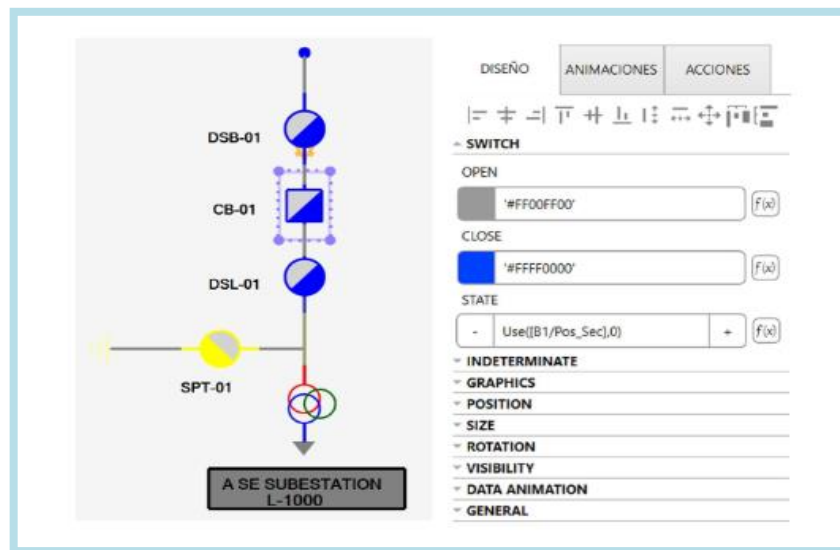 DSB-01
CB-01
DSL-01
SPT-01
A SE SUBESTATION
L-1000
DISEÑO
ANIMACIONES
ACCIONES
SWITCH
OPEN
'#FF00FF00'
f(x)
CLOSE
'#FFFF0000'
f(x)
STATE
- Use([B1/Pos_Sec],0) + f(x)
INDETERMINATE
GRAPHICS
POSITION
SIZE
ROTATION
VISIBILITY
DATA ANIMATION
GENERAL